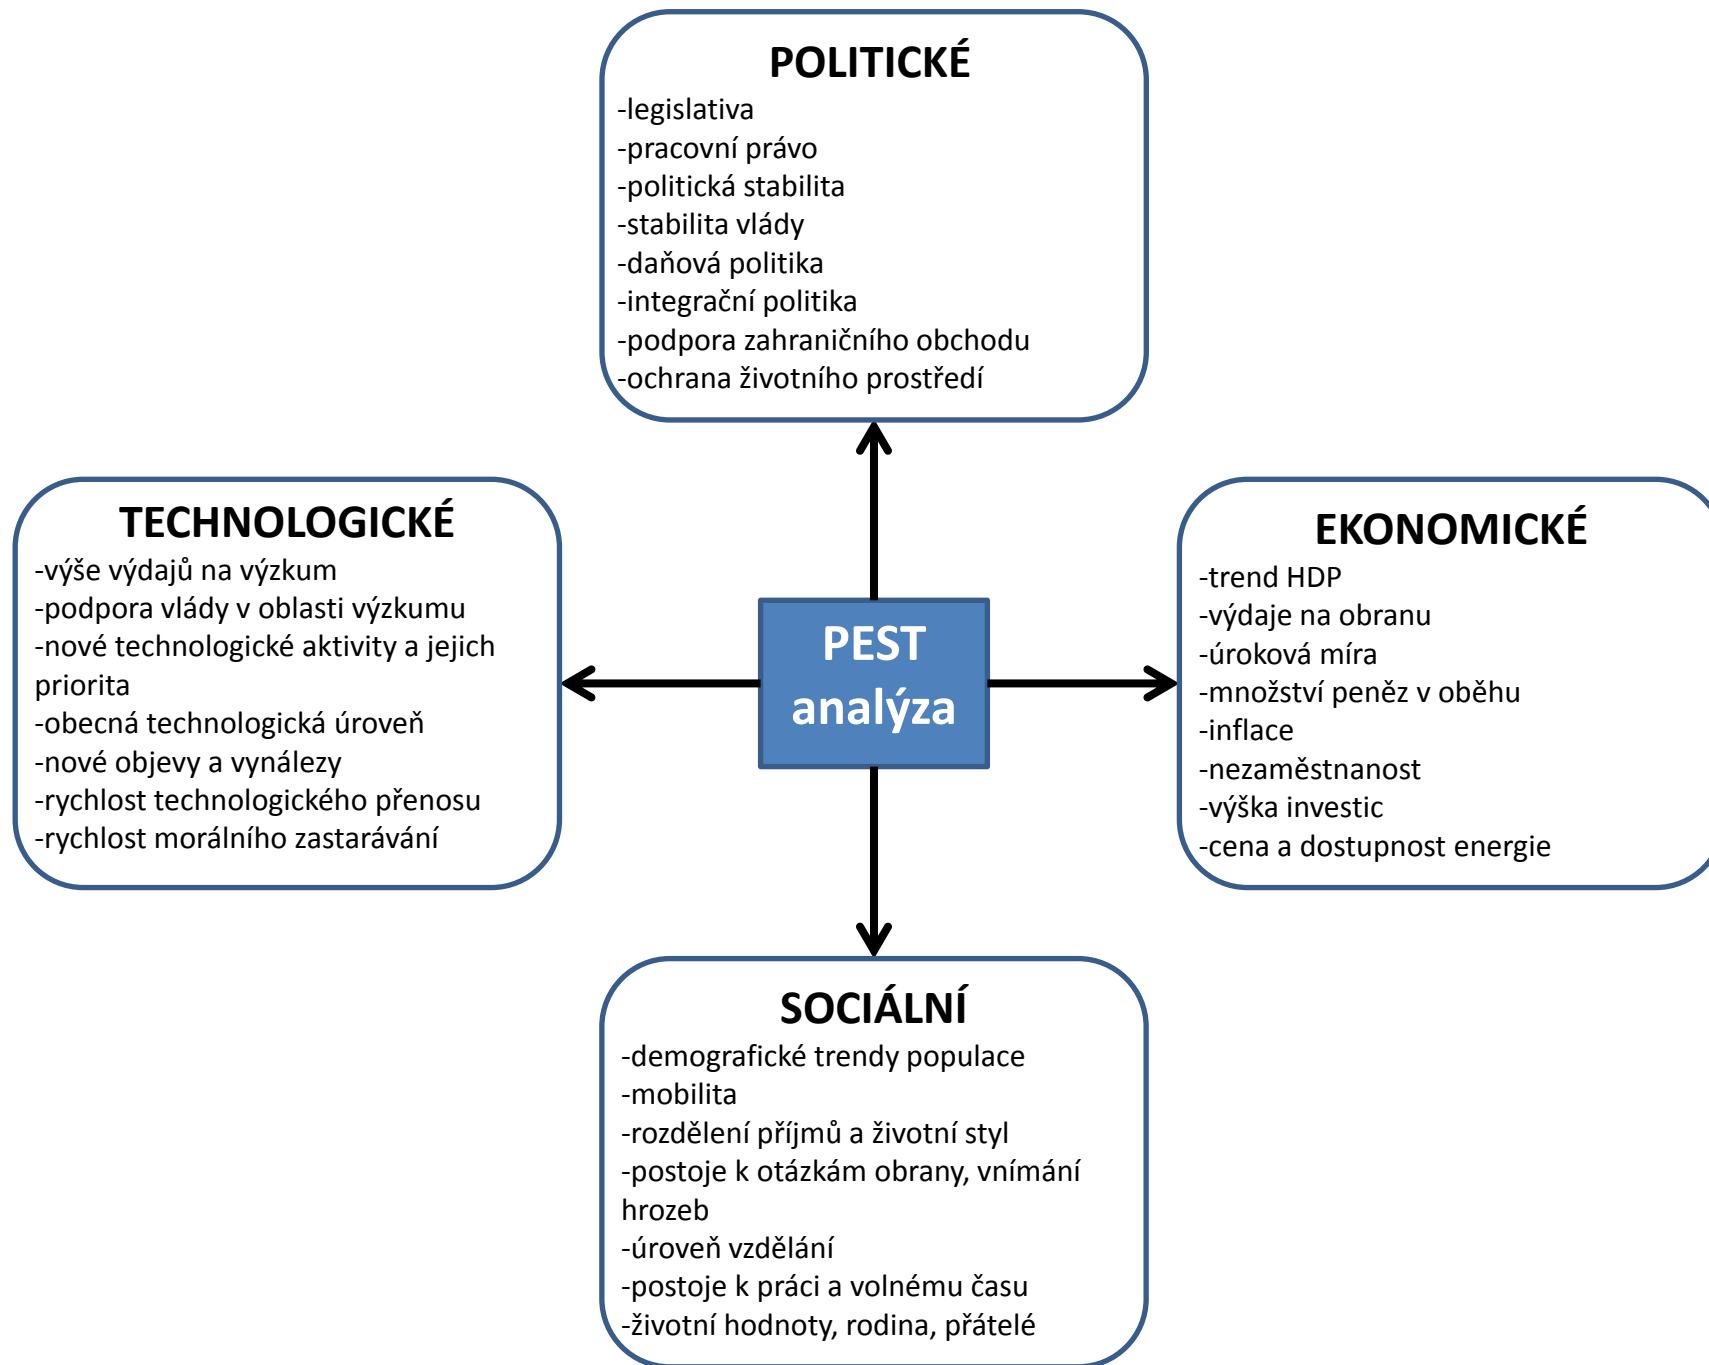 POLITICKÉ
-legislativa
-pracovní právo
-politická stabilita
-stabilita vlády
-daňová politika
-integrační politika
-podpora zahraničního obchodu
-ochrana životního prostředí
TECHNOLOGICKÉ
-výše výdajů na výzkum
-podpora vlády v oblasti výzkumu
-nové technologické aktivity a jejich
priorita
-obecná technologická úroveň
-nové objevy a vynálezy
-rychlost technologického přenosu
-rychlost morálního zastarávání
PEST
analýza
EKONOMICKÉ
-trend HDP
-výdaje na obranu
-úroková míra
-množství peněz v oběhu
-inflace
-nezaměstnanost
-výška investic
-cena a dostupnost energie
SOCIÁLNÍ
-demografické trendy populace
-mobilita
-rozdělení příjmů a životní styl
-postoje k otázkám obrany, vnímání
hrozeb
-úroveň vzdělání
-postoje k práci a volnému času
-životní hodnoty, rodina, přátelé